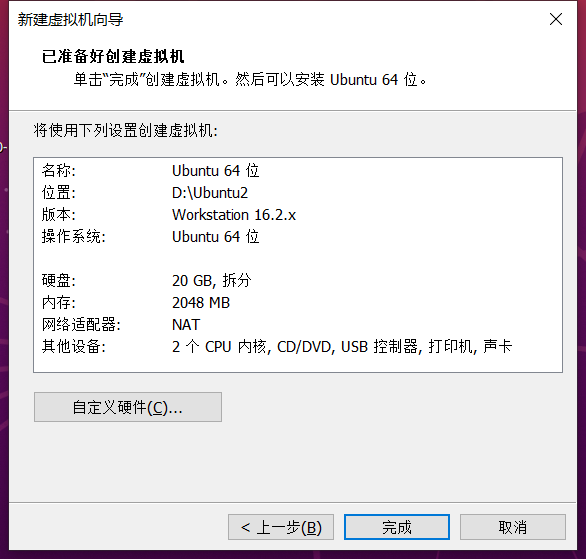 新建虚拟机向导
已准备好创建虚拟机
单击“完成”创建虚拟机。然后可以安装 Ubuntu 64 位。
将使用下列设置创建虚拟机:
名称: Ubuntu 64 位
位置: D:\Ubuntu2
版本: Workstation 16.2.x
操作系统: Ubuntu 64 位
硬盘: 20 GB, 拆分
内存: 2048 MB
网络适配器: NAT
其他设备: 2 个 CPU 内核, CD/DVD, USB 控制器, 打印机, 声卡
自定义硬件(C)...
< 上一步(B) 完成 取消